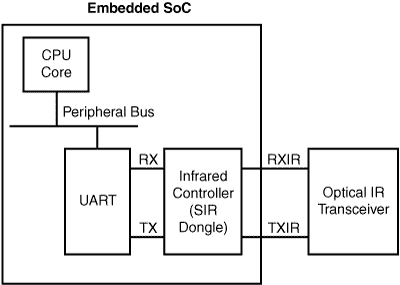 Embedded SoC
CPU
Core
Peripheral Bus
UART
RX
TX
Infrared
Controller
(SIR
Dongle)
RXIR
TXIR
Optical IR
Transceiver